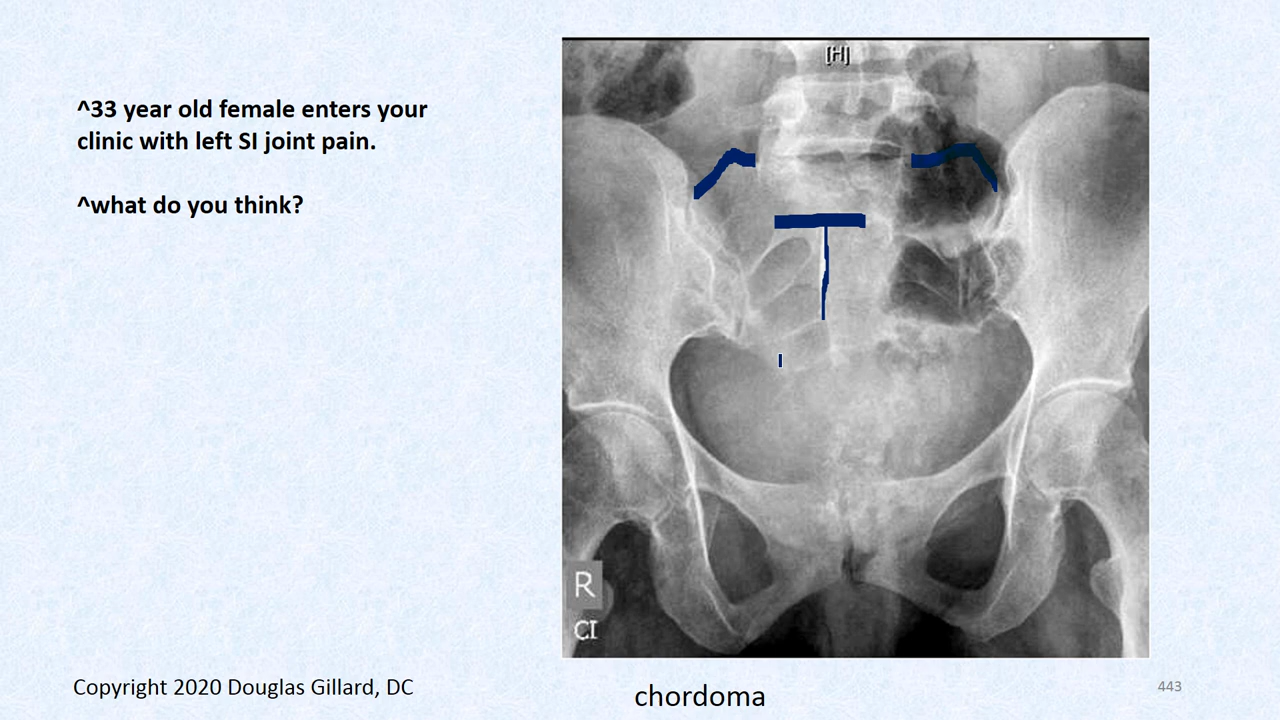 ^33 year old female enters your
clinic with left SI joint pain.
^what do you think?
[H]
R
CI
Copyright 2020 Douglas Gillard, DC
chordoma
443